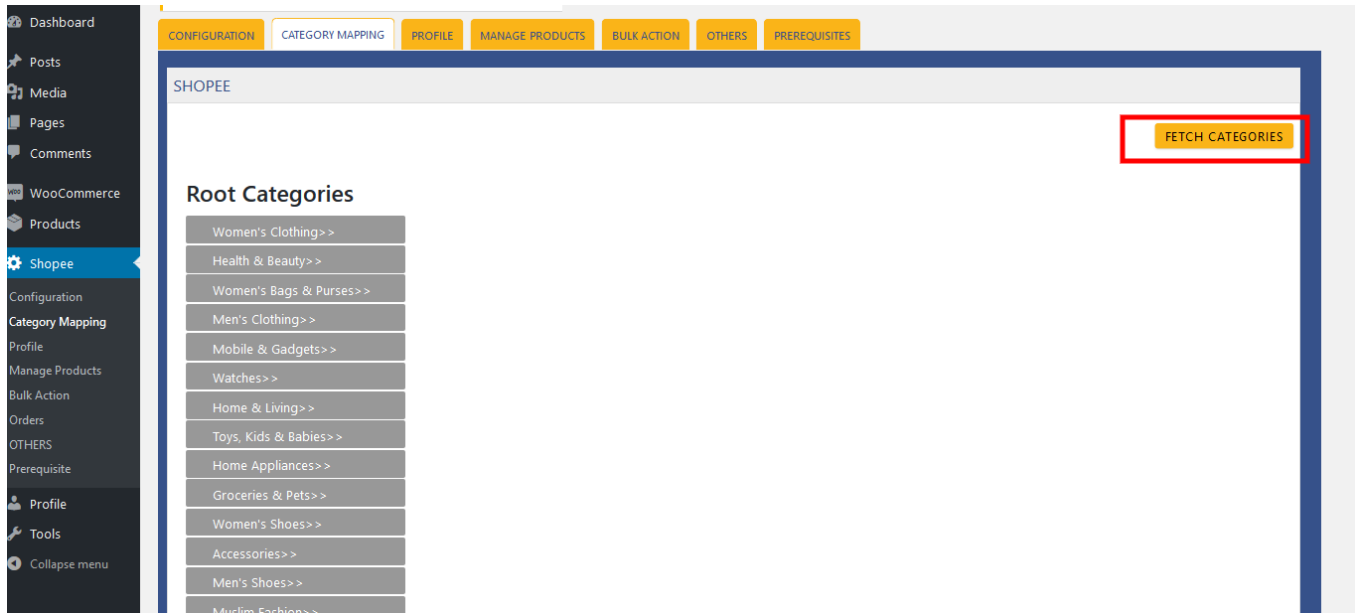 Dashboard
Posts
Media
Pages
Comments
WooCommerce
Products
Shopee
Configuration
Category Mapping
Profile
Manage Products
Bulk Action
Orders
OTHERS
Prerequisite
Profile
Tools
Collapse menu
CONFIGURATION CATEGORY MAPPING PROFILE MANAGE PRODUCTS BULK ACTION OTHERS PREREQUISITES
SHOPEE
FETCH CATEGORIES
Root Categories
Women's Clothing>>
Health & Beauty>>
Women's Bags & Purses>>
Men's Clothing>>
Mobile & Gadgets>>
Watches>>
Home & Living>>
Toys, Kids & Babies>>
Home Appliances>>
Groceries & Pets>>
Women's Shoes>>
Accessories>>
Men's Shoes>>
Muslim Fashion>>